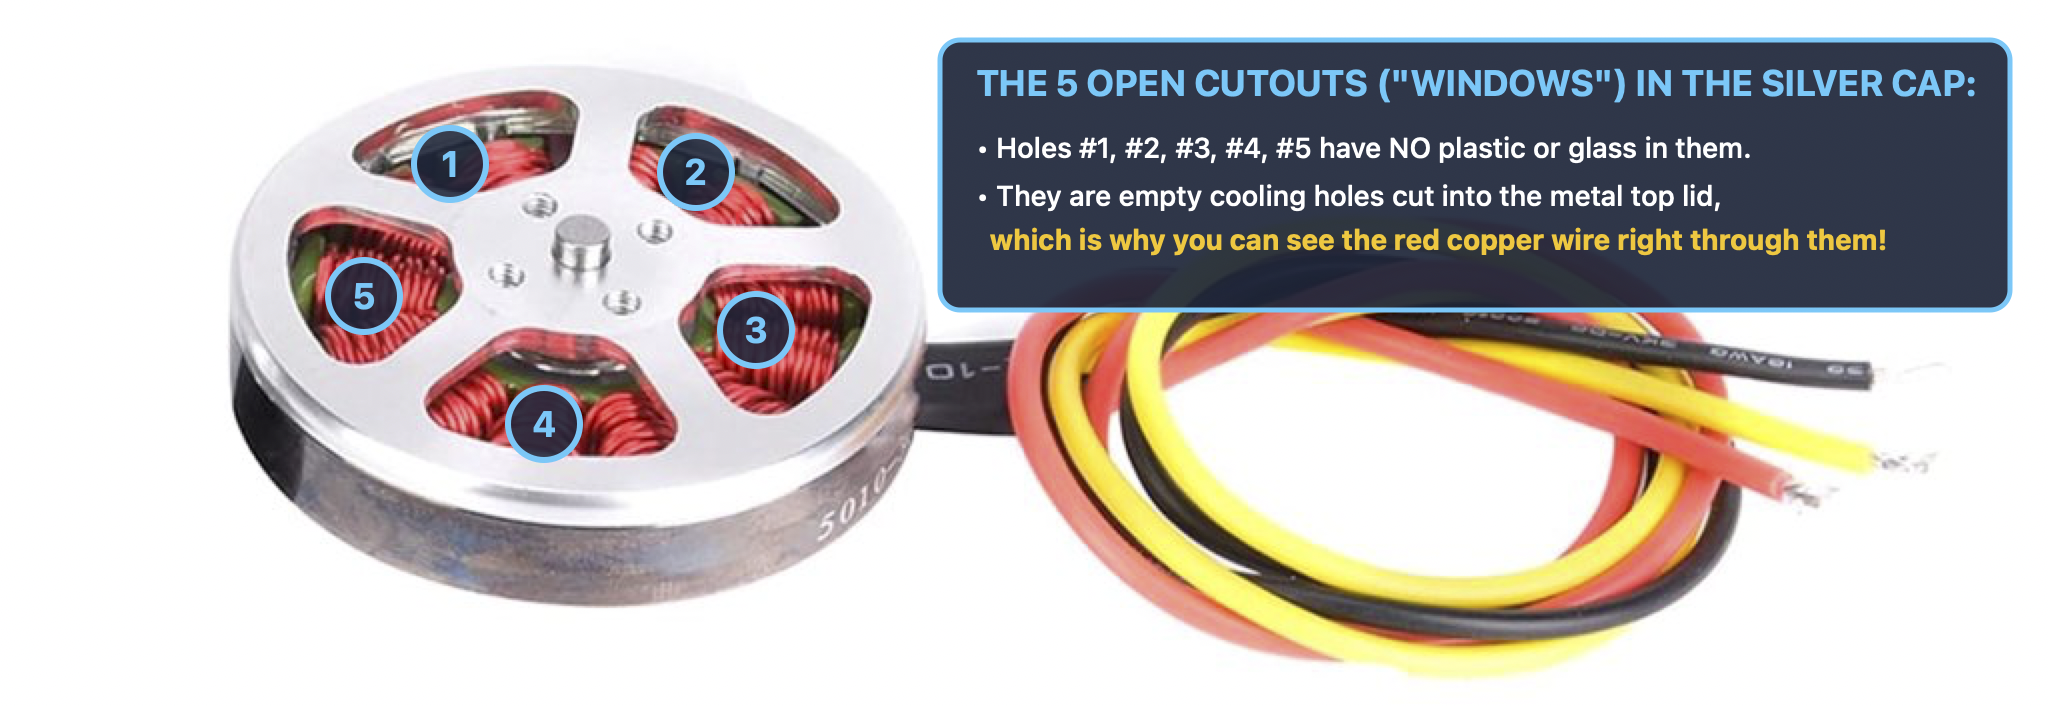 THE 5 OPEN CUTOUTS ("WINDOWS") IN THE SILVER CAP:
• Holes #1, #2, #3, #4, #5 have NO plastic or glass in them.
• They are empty cooling holes cut into the metal top lid,
which is why you can see the red copper wire right through them!
1
2
3
4
5
5010-
18AWG